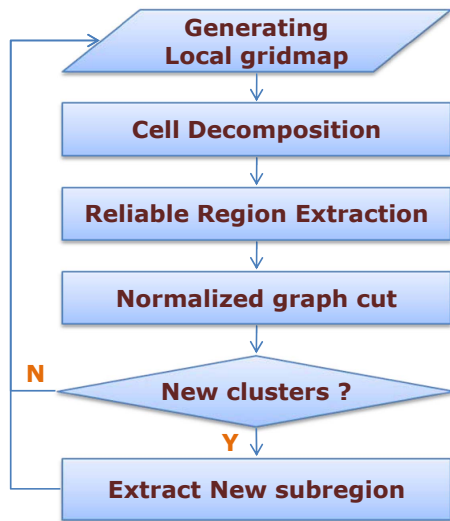 Generating
Local gridmap
Cell Decomposition
Reliable Region Extraction
Normalized graph cut
New clusters ?
N
Y
Extract New subregion